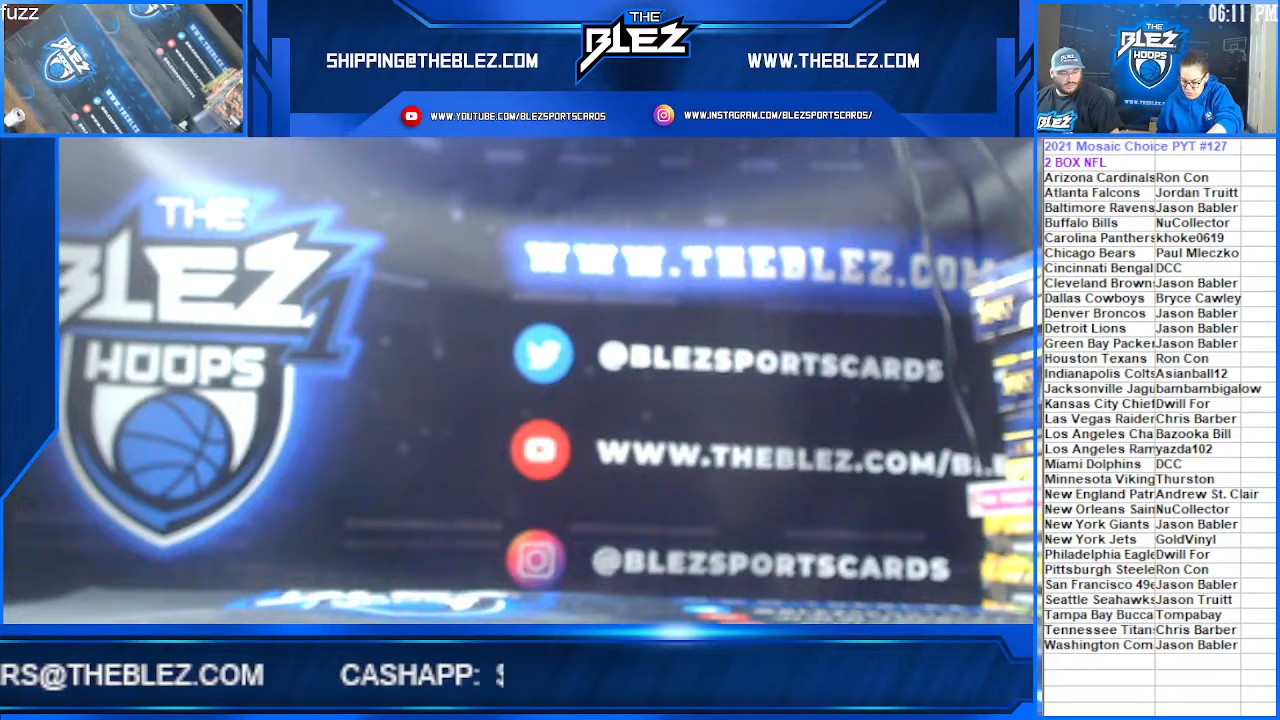 fuzz
06:11 PM
THE
BLEZ
SHIPPING@THEBLEZ.COM
WWW.THEBLEZ.COM
WWW.YOUTUBE.COM/BLEZSPORTSCARDS
WWW.INSTAGRAM.COM/BLEZSPORTSCARDS/
THE
BLEZ
HOOPS
THE
BLEZ
HOOPS
1
WWW.THEBLEZ.COM
@BLEZSPORTSCARDS
WWW.THEBLEZ.COM/BL
@BLEZSPORTSCARDS
RS@THEBLEZ.COM CASHAPP: $
2021 Mosaic Choice PYT #127
2 BOX NFL
Arizona Cardinals Ron Con
Atlanta Falcons Jordan Truitt
Baltimore Ravens Jason Babler
Buffalo Bills NuCollector
Carolina Panthers khoke0619
Chicago Bears Paul Mleczko
Cincinnati Bengal DCC
Cleveland Brown Jason Babler
Dallas Cowboys Bryce Cawley
Denver Broncos Jason Babler
Detroit Lions Jason Babler
Green Bay Packer Jason Babler
Houston Texans Ron Con
Indianapolis Colts Asianball12
Jacksonville Jagu bambambigalow
Kansas City Chief Dwill For
Las Vegas Raider Chris Barber
Los Angeles Cha Bazooka Bill
Los Angeles Ram yazda102
Miami Dolphins DCC
Minnesota Viking Thurston
New England Patr Andrew St. Clair
New Orleans Sain NuCollector
New York Giants Jason Babler
New York Jets GoldVinyl
Philadelphia Eagle Dwill For
Pittsburgh Steele Ron Con
San Francisco 49e Jason Babler
Seattle Seahawks Jason Truitt
Tampa Bay Bucca Tompabay
Tennessee Titan Chris Barber
Washington Com Jason Babler